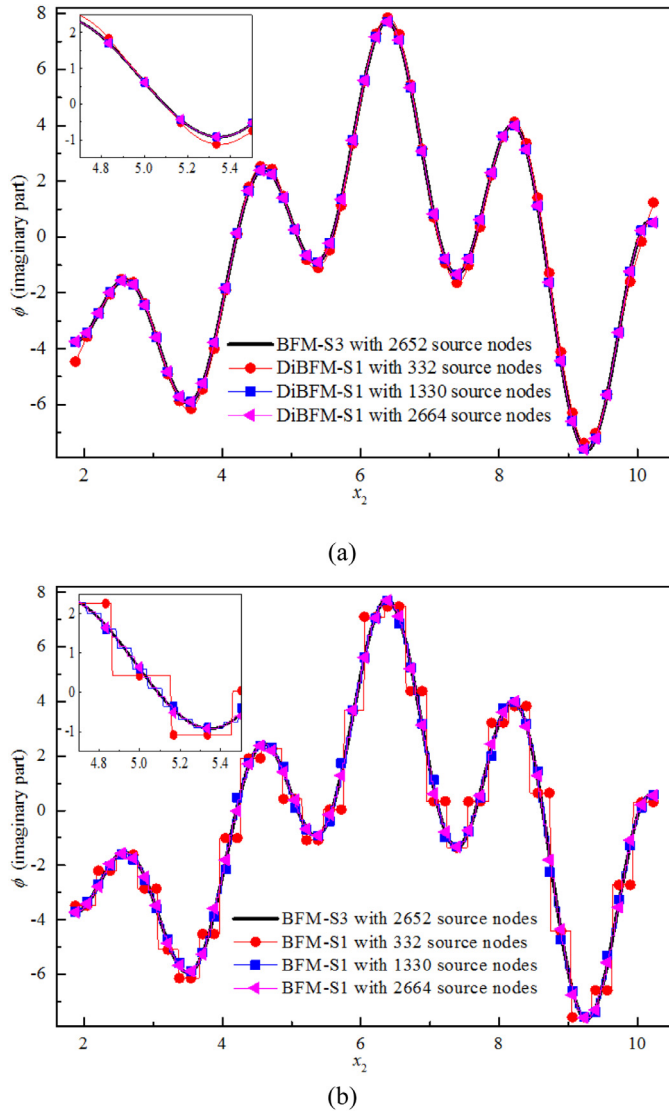 (a)
8
6
4
2
0
-2
-4
-6
2
1
0
-1
4.8 5.0 5.2 5.4
ϕ (imaginary part)
BFM-S3 with 2652 source nodes
DiBFM-S1 with 332 source nodes
DiBFM-S1 with 1330 source nodes
DiBFM-S1 with 2664 source nodes
2 4 6 8 10
x₂
(b)
8
6
4
2
0
-2
-4
-6
2
1
0
-1
4.8 5.0 5.2 5.4
ϕ (imaginary part)
BFM-S3 with 2652 source nodes
BFM-S1 with 332 source nodes
BFM-S1 with 1330 source nodes
BFM-S1 with 2664 source nodes
2 4 6 8 10
x₂